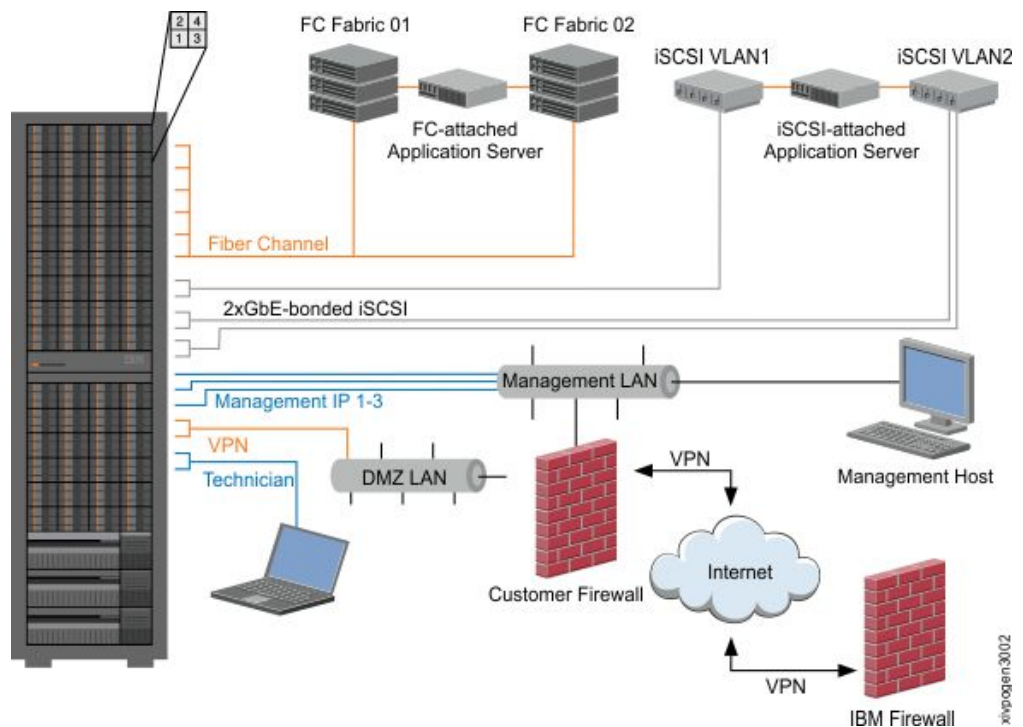 2 4
1 3
FC Fabric 01
FC Fabric 02
iSCSI VLAN1
iSCSI VLAN2
FC-attached
Application Server
iSCSI-attached
Application Server
Fiber Channel
2xGbE-bonded iSCSI
IBM
Management LAN
Management IP 1-3
VPN
DMZ LAN
VPN
Management Host
Technician
Internet
Customer Firewall
VPN
IBM Firewall
xivpogen3002